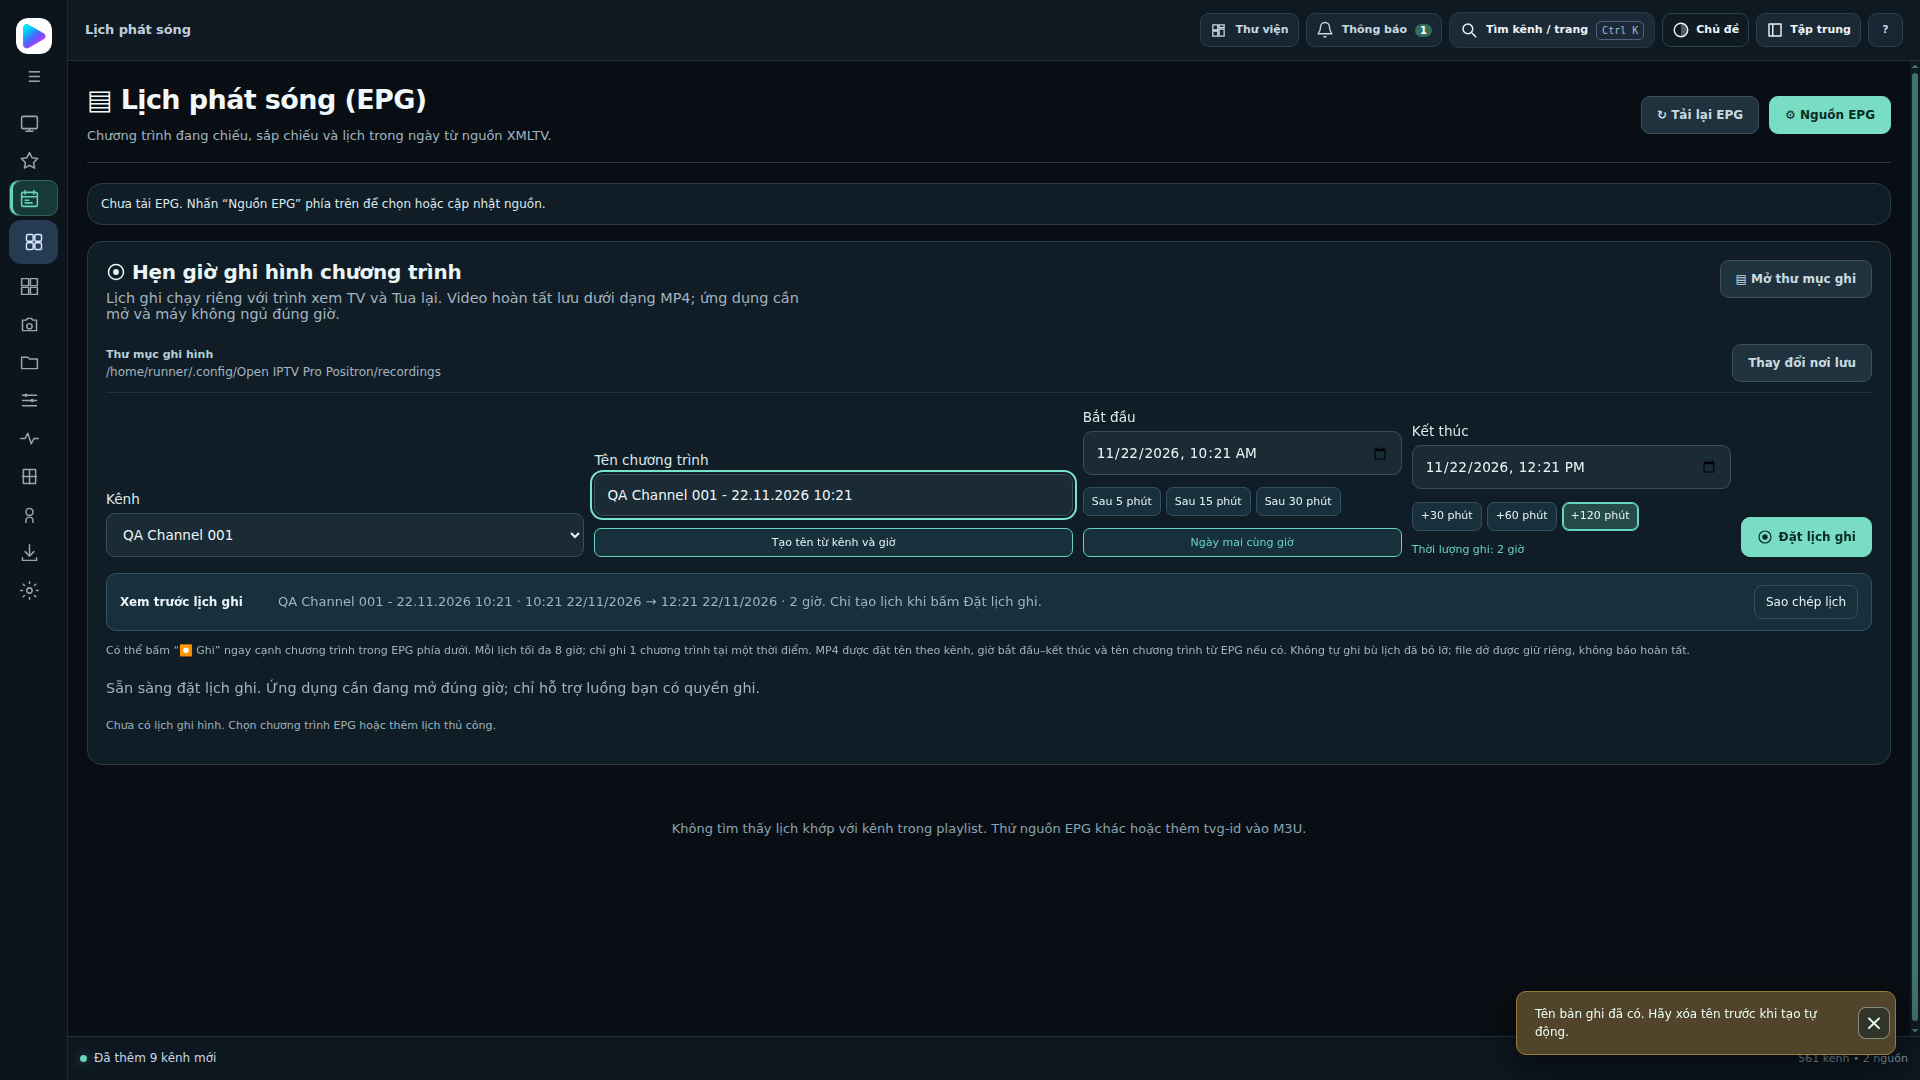 Lịch phát sóng
Thư viện
Thông báo 1
Tìm kênh / trang Ctrl K
Chủ đề
Tập trung
?
Lịch phát sóng (EPG)
Chương trình đang chiếu, sắp chiếu và lịch trong ngày từ nguồn XMLTV.
↻ Tải lại EPG
⚙ Nguồn EPG
Chưa tải EPG. Nhấn “Nguồn EPG” phía trên để chọn hoặc cập nhật nguồn.
Hẹn giờ ghi hình chương trình
Lịch ghi chạy riêng với trình xem TV và Tua lại. Video hoàn tất lưu dưới dạng MP4; ứng dụng cần
mở và máy không ngủ đúng giờ.
▤ Mở thư mục ghi
Thư mục ghi hình
/home/runner/.config/Open IPTV Pro Positron/recordings
Thay đổi nơi lưu
Kênh
QA Channel 001
Tên chương trình
QA Channel 001 - 22.11.2026 10:21
Tạo tên từ kênh và giờ
Bắt đầu
11/22/2026, 10:21 AM
Sau 5 phút
Sau 15 phút
Sau 30 phút
Ngày mai cùng giờ
Kết thúc
11/22/2026, 12:21 PM
+30 phút
+60 phút
+120 phút
Thời lượng ghi: 2 giờ
Đặt lịch ghi
Xem trước lịch ghi
QA Channel 001 - 22.11.2026 10:21 · 10:21 22/11/2026 → 12:21 22/11/2026 · 2 giờ. Chỉ tạo lịch khi bấm Đặt lịch ghi.
Sao chép lịch
Có thể bấm “⏺ Ghi” ngay cạnh chương trình trong EPG phía dưới. Mỗi lịch tối đa 8 giờ; chỉ ghi 1 chương trình tại một thời điểm. MP4 được đặt tên theo kênh, giờ bắt đầu–kết thúc và tên chương trình từ EPG nếu có. Không tự ghi bù lịch đã bỏ lỡ; file dở được giữ riêng, không báo hoàn tất.
Sẵn sàng đặt lịch ghi. Ứng dụng cần đang mở đúng giờ; chỉ hỗ trợ luồng bạn có quyền ghi.
Chưa có lịch ghi hình. Chọn chương trình EPG hoặc thêm lịch thủ công.
Không tìm thấy lịch khớp với kênh trong playlist. Thử nguồn EPG khác hoặc thêm tvg-id vào M3U.
Tên bản ghi đã có. Hãy xóa tên trước khi tạo tự
động.
Đã thêm 9 kênh mới
561 kênh • 2 nguồn